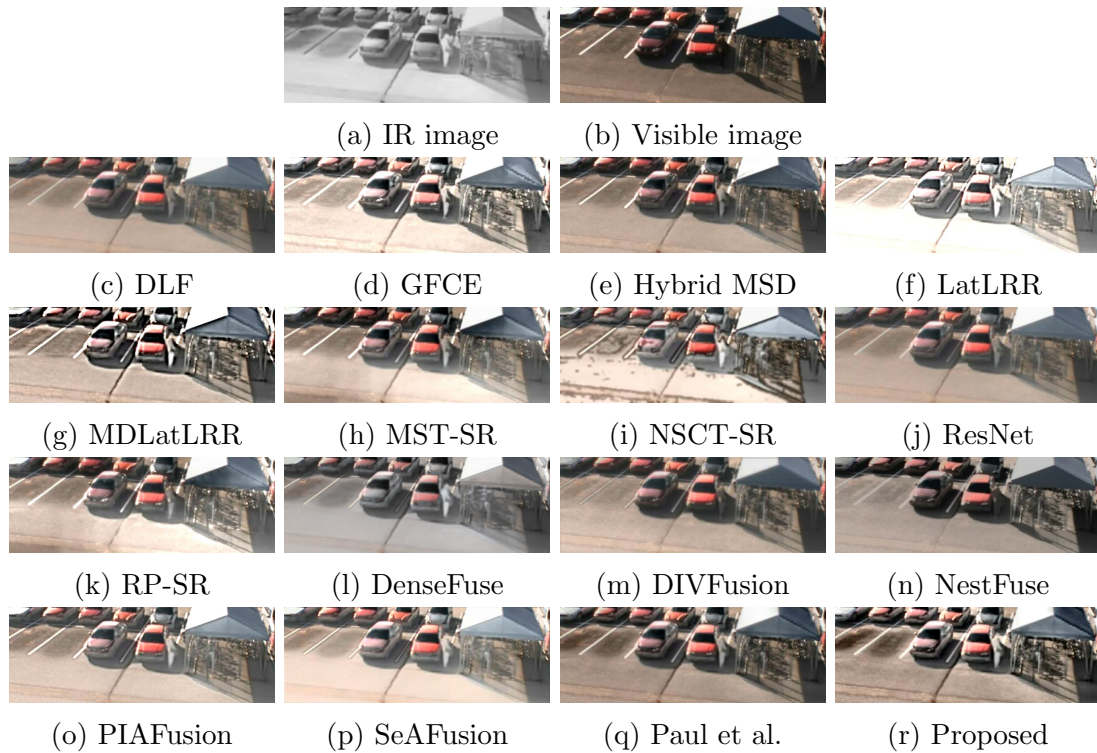 (a) IR image (b) Visible image
(c) DLF (d) GFCE (e) Hybrid MSD (f) LatLRR
(g) MDLatLRR (h) MST-SR (i) NSCT-SR (j) ResNet
(k) RP-SR (l) DenseFuse (m) DIVFusion (n) NestFuse
(o) PIAFusion (p) SeAFusion (q) Paul et al. (r) Proposed